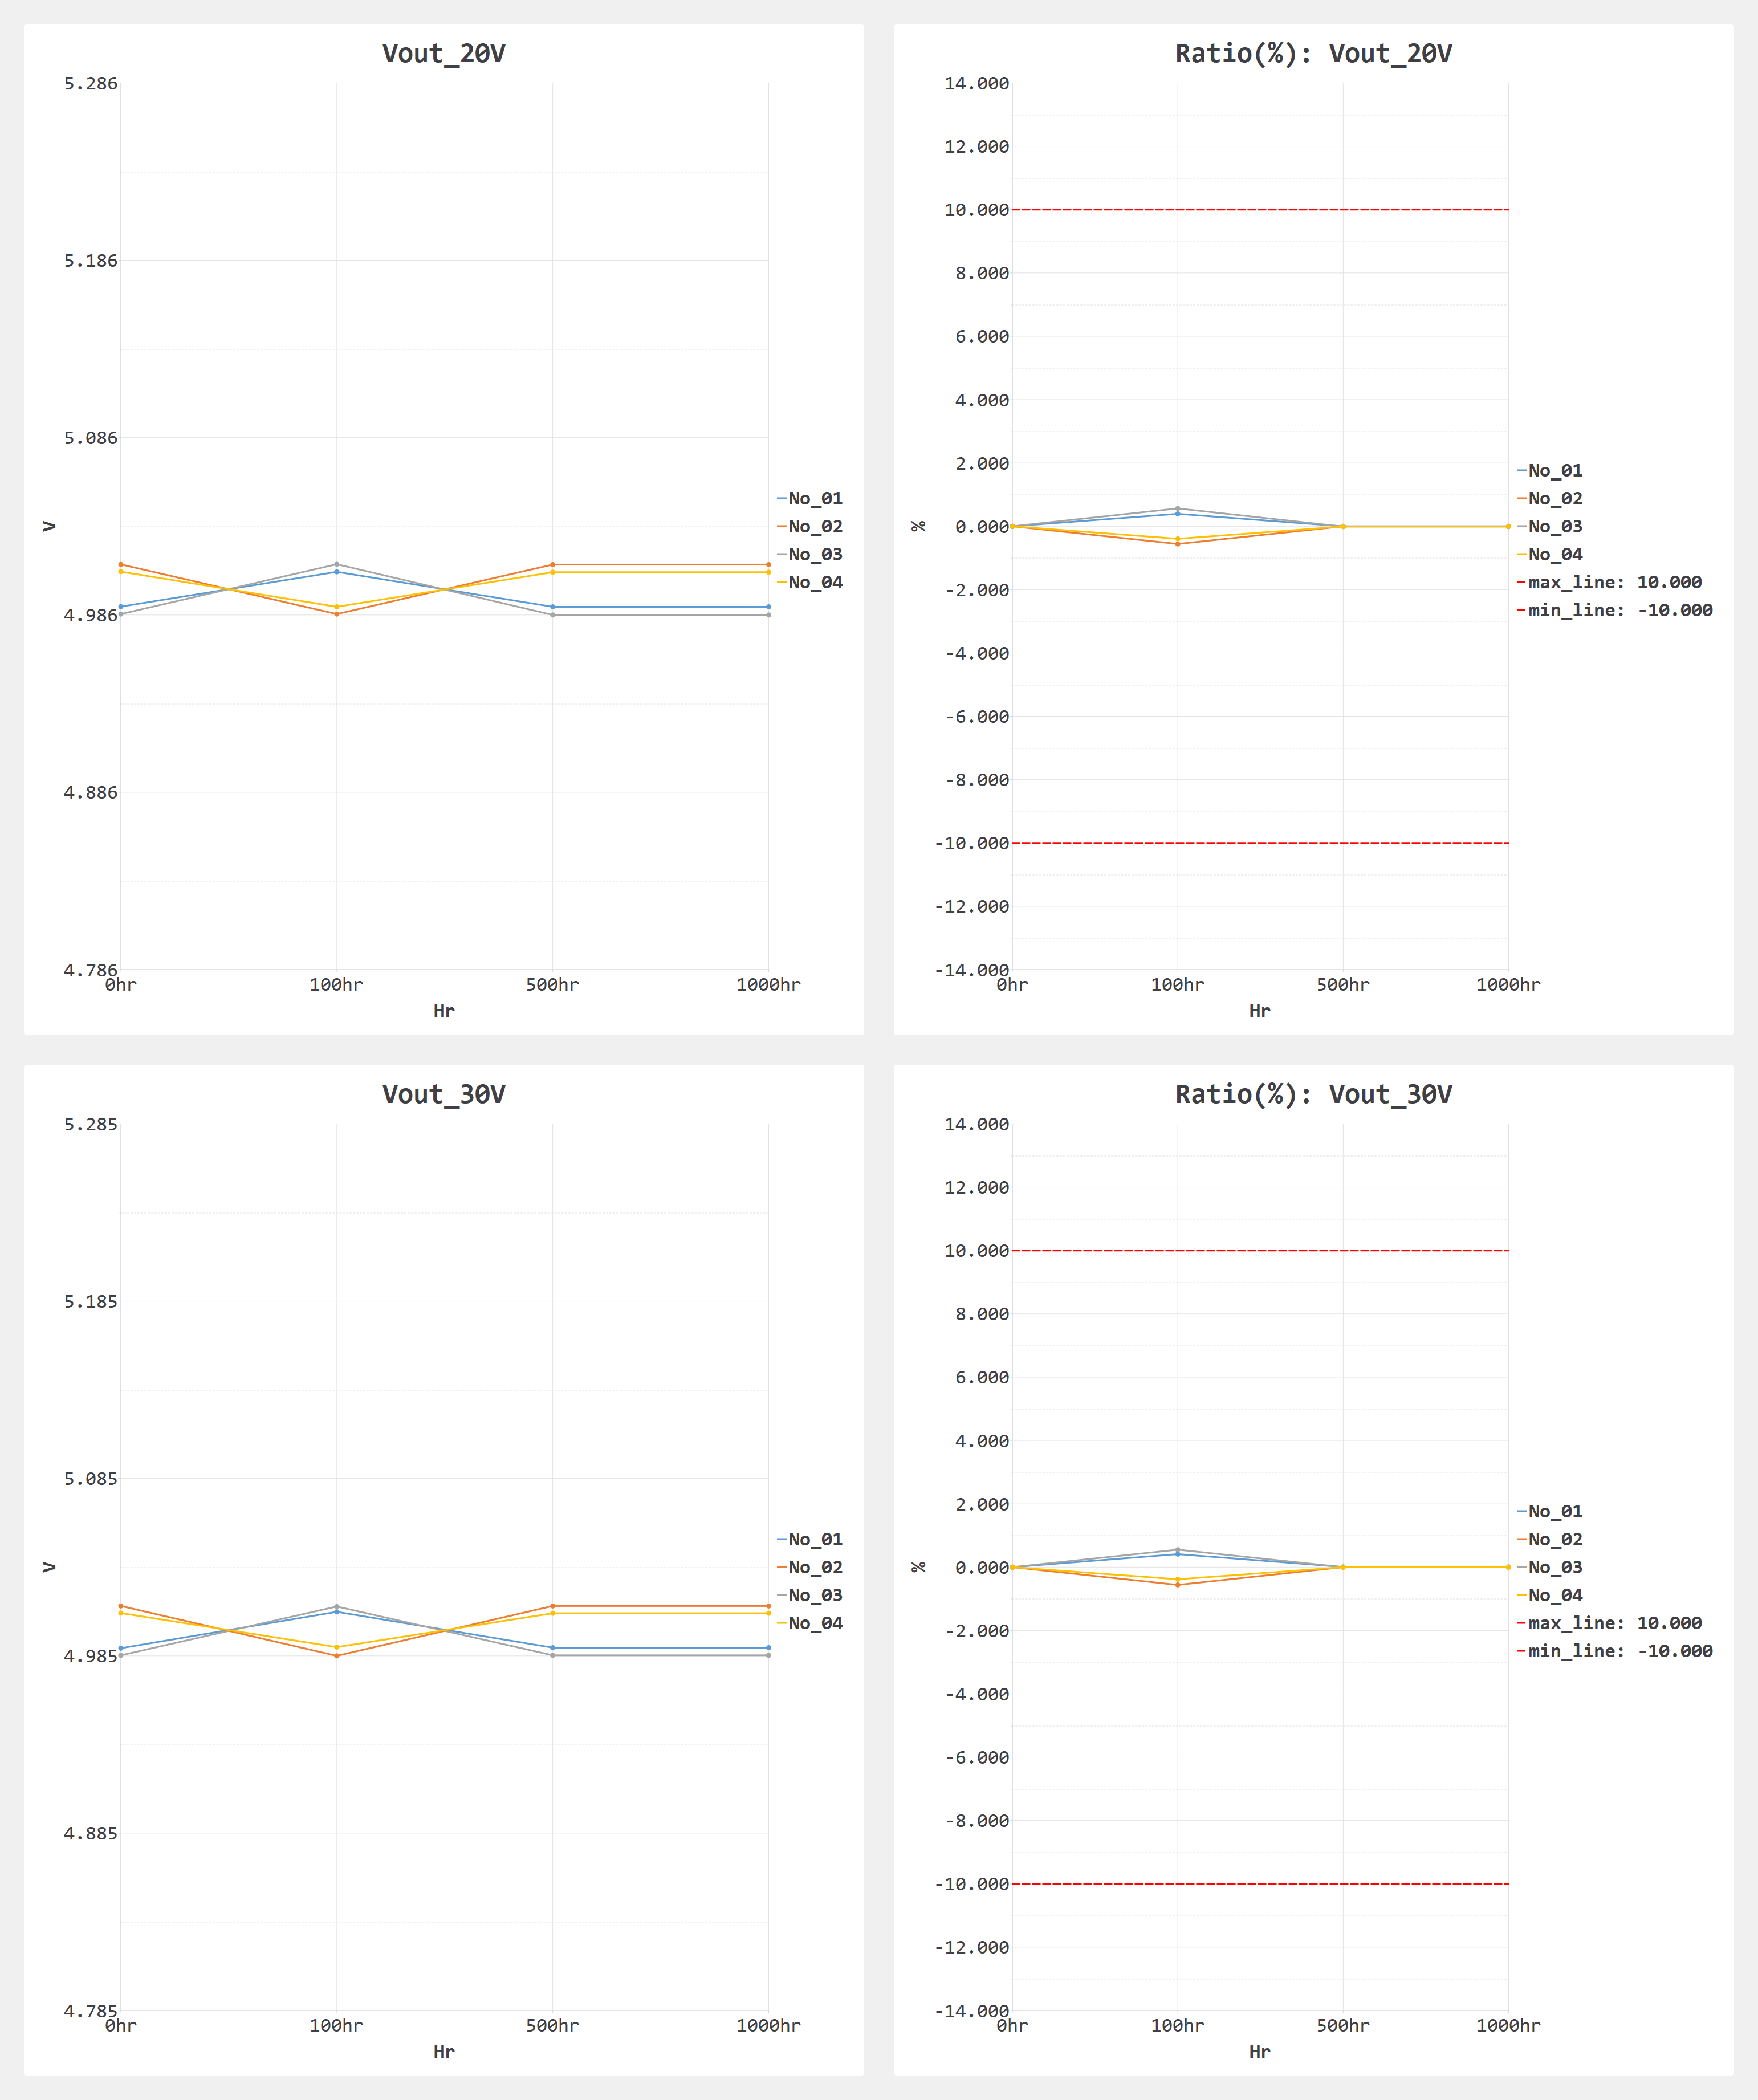 Vout_20V
5.286
5.186
5.086
4.986
4.886
4.786
V
0hr 100hr 500hr 1000hr
Hr
No_01
No_02
No_03
No_04
Ratio(%): Vout_20V
14.000
12.000
10.000
8.000
6.000
4.000
2.000
0.000
-2.000
-4.000
-6.000
-8.000
-10.000
-12.000
-14.000
%
0hr 100hr 500hr 1000hr
Hr
No_01
No_02
No_03
No_04
max_line: 10.000
min_line: -10.000
Vout_30V
5.285
5.185
5.085
4.985
4.885
4.785
V
0hr 100hr 500hr 1000hr
Hr
No_01
No_02
No_03
No_04
Ratio(%): Vout_30V
14.000
12.000
10.000
8.000
6.000
4.000
2.000
0.000
-2.000
-4.000
-6.000
-8.000
-10.000
-12.000
-14.000
%
0hr 100hr 500hr 1000hr
Hr
No_01
No_02
No_03
No_04
max_line: 10.000
min_line: -10.000